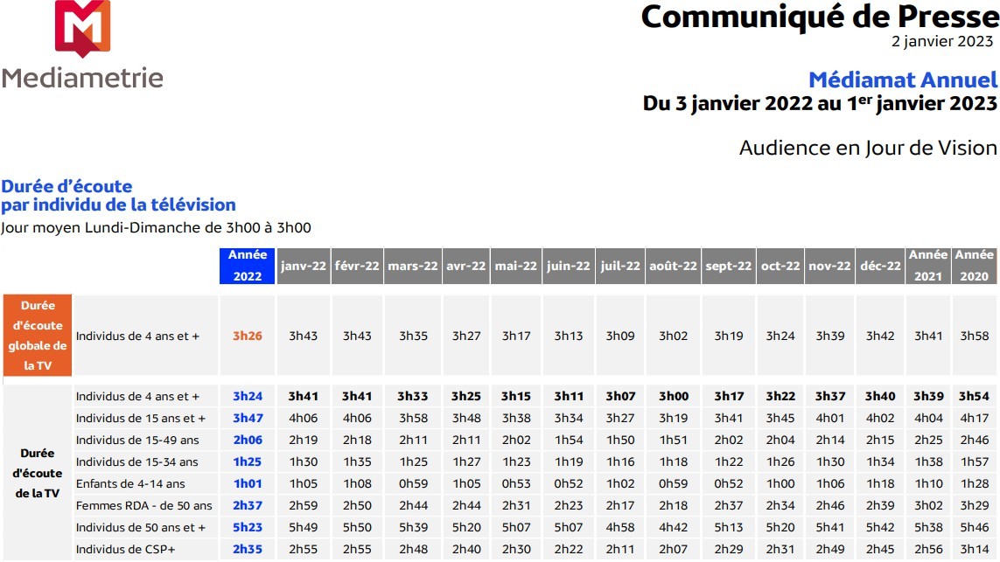 Mediametrie
Communiqué de Presse
2 janvier 2023
Médiamat Annuel
Du 3 janvier 2022 au 1er janvier 2023
Audience en Jour de Vision
Durée d’écoute
par individu de la télévision
Jour moyen Lundi-Dimanche de 3h00 à 3h00
Année 2022 janv-22 févr-22 mars-22 avr-22 mai-22 juin-22 juil-22 août-22 sept-22 oct-22 nov-22 déc-22 Année 2021 Année 2020
Durée
d'écoute
globale de
la TV
Individus de 4 ans et + 3h26 3h43 3h43 3h35 3h27 3h17 3h13 3h09 3h02 3h19 3h24 3h39 3h42 3h41 3h58
Durée
d'écoute
de la TV
Individus de 4 ans et + 3h24 3h41 3h41 3h33 3h25 3h15 3h11 3h07 3h00 3h17 3h22 3h37 3h40 3h39 3h54
Individus de 15 ans et + 3h47 4h06 4h06 3h58 3h48 3h38 3h34 3h27 3h19 3h41 3h45 4h01 4h02 4h04 4h17
Individus de 15-49 ans 2h06 2h19 2h18 2h11 2h11 2h02 1h54 1h50 1h51 2h02 2h04 2h14 2h15 2h25 2h46
Individus de 15-34 ans 1h25 1h30 1h35 1h25 1h27 1h23 1h19 1h16 1h18 1h22 1h26 1h30 1h34 1h38 1h57
Enfants de 4-14 ans 1h01 1h05 1h08 0h59 1h05 0h53 0h52 1h02 0h59 0h52 1h00 1h06 1h18 1h10 1h28
Femmes RDA - de 50 ans 2h37 2h59 2h50 2h44 2h44 2h31 2h23 2h17 2h18 2h37 2h34 2h46 2h39 3h02 3h29
Individus de 50 ans et + 5h23 5h49 5h50 5h39 5h20 5h07 5h07 4h58 4h42 5h13 5h20 5h41 5h42 5h38 5h46
Individus de CSP+ 2h35 2h55 2h55 2h48 2h40 2h30 2h22 2h11 2h07 2h29 2h31 2h49 2h45 2h56 3h14